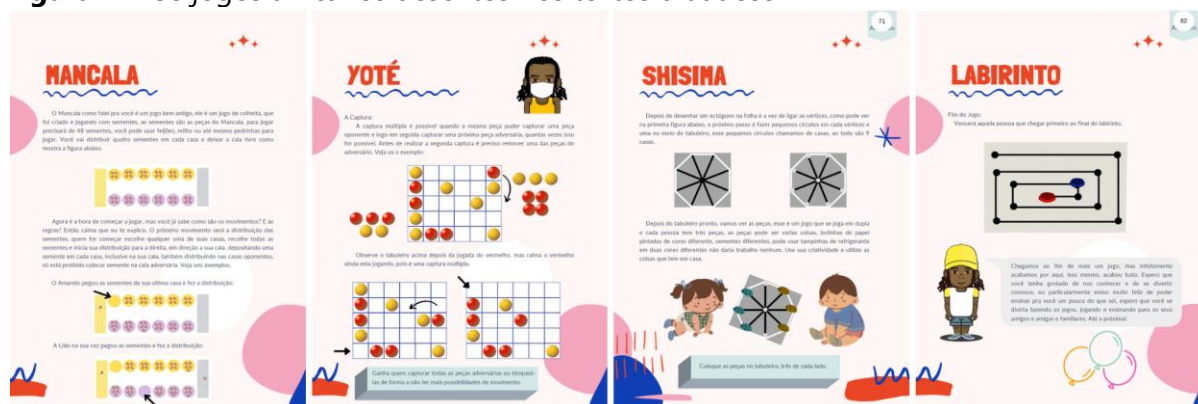 71
82
MANCALA
O Mancala como falei pra você é um jogo bem antigo, ele é um jogo de colheita, que
foi criado e jogando com sementes, as sementes são as peças do Mancala, para jogar
precisará de 48 sementes, você pode usar feijões, milho ou até mesmo pedrinhas para
jogar. Você vai distribuir quatro sementes em cada casa e deixar a cala livre como
mostra a figura abaixo.
Agora é a hora de começar a jogar, mas você já sabe como são os movimentos? E as
regras? Então calma que eu te explico. O primeiro movimento será a distribuição das
sementes, quem for começar escolhe qualquer uma de suas casas, recolhe todas as
sementes e inicia sua distribuição para a direita, em direção a sua cala, depositando uma
semente em cada casa, inclusive na sua cala, também distribuindo nas casas oponentes,
só está proibido colocar semente na cala adversária. Veja uns exemplos.
O Amarelo pegou as sementes da sua ultima casa e fez a distribuição:
A Lilás na sua vez pegou as sementes e fez a distribuição:
YOTÉ
A Captura:
A captura múltipla é possível quando a mesma peça puder capturar uma peça
oponente e logo em seguida capturar uma próxima peça adversária, quantas vezes isso
for possível. Antes de realizar a segunda captura é preciso remover uma das peças do
adversário. Veja os o exemplo:
Observe o tabuleiro acima depois da jogada do vermelho, mas calma o vermelho
ainda esta jogando, pois é uma captura múltipla.
Ganha quem capturar todas as peças adversárias ou bloqueá-
las de forma a não ter mais possibilidades de movimento.
SHISIMA
Depois de desenhar um octógono na folha é a vez de ligar as vértices, como pode ver
na primeira figura abaixo, o próximo passo é fazer pequenos círculos em cada vértices e
uma no meio do tabuleiro, esse pequenos círculos chamamos de casas, ao todo são 9
casas.
Depois do tabuleiro pronto, vamos ver as peças, esse é um jogo que se joga em dupla
e cada pessoa tem três peças, as peças pode ser varias coisas, bolinhas de papel
pintadas de cores diferente, sementes diferentes, pode usar tampinhas de refrigerante
em duas cores diferentes não daria trabalho nenhum. Use sua criatividade e utilize as
coisas que tem em casa.
Coloque as peças no tabuleiro, três de cada lado.
LABIRINTO
Fim do Jogo:
Vencerá aquela pessoa que chegar primeiro ao final do labirinto.
Chegamos ao fim de mais um jogo, mas infelizmente
acabamos por aqui, isso mesmo, acabou tudo. Espero que
você tenha gostado de nos conhecer e de se divertir
conosco, eu particularmente estou muito feliz de poder
ensinar pra você um pouco do que sei, espero que você se
divirta fazendo os jogos, jogando e ensinando para os seus
amigos e amigas e familiares. Até a próxima!